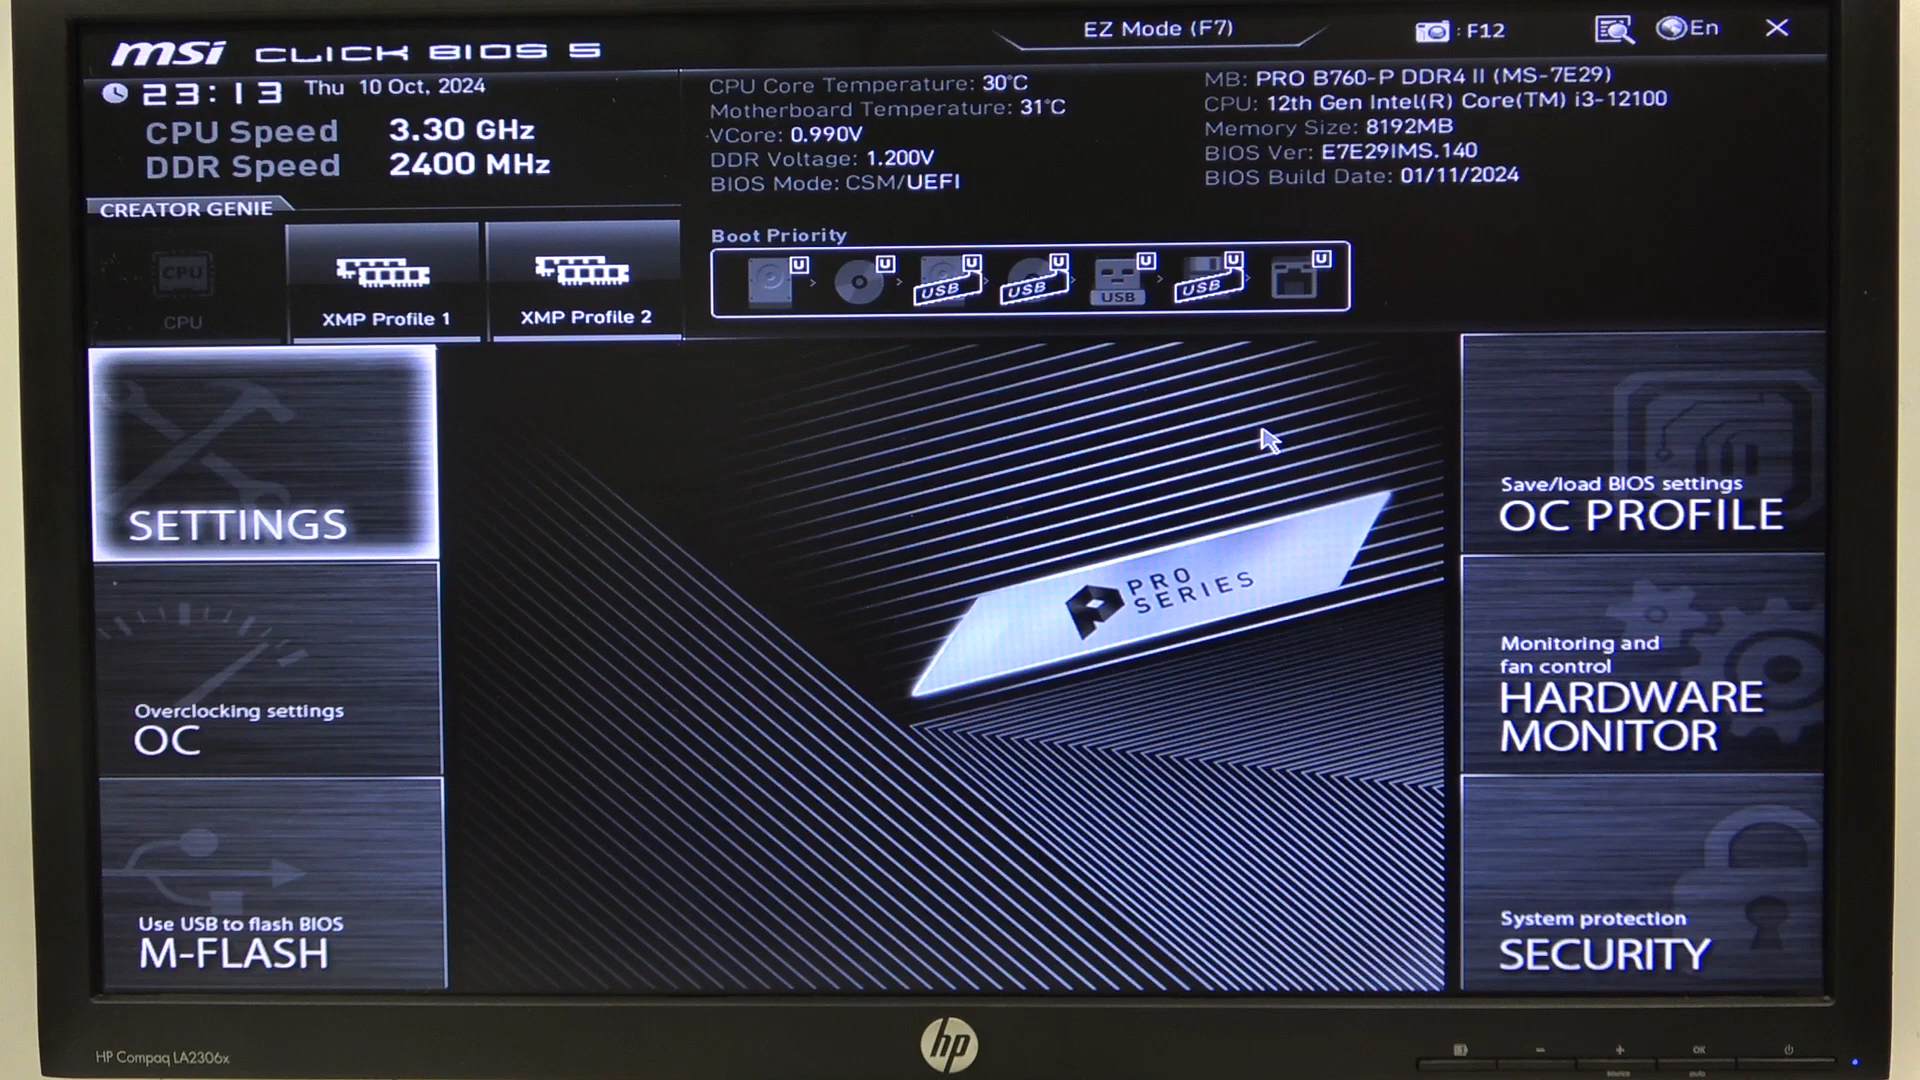 msi CLICK BIOS 5
EZ Mode (F7)
: F12
En
X
23:13 Thu 10 Oct, 2024
CPU Speed 3.30 GHz
DDR Speed 2400 MHz
CPU Core Temperature: 30°C
Motherboard Temperature: 31°C
VCore: 0.990V
DDR Voltage: 1.200V
BIOS Mode: CSM/UEFI
MB: PRO B760-P DDR4 II (MS-7E29)
CPU: 12th Gen Intel(R) Core(TM) i3-12100
Memory Size: 8192MB
BIOS Ver: E7E29IMS.140
BIOS Build Date: 01/11/2024
CREATOR GENIE
CPU
CPU
XMP Profile 1
XMP Profile 2
Boot Priority
U U U U U U U
USB USB USB USB
SETTINGS
Overclocking settings
OC
Use USB to flash BIOS
M-FLASH
PRO
SERIES
Save/load BIOS settings
OC PROFILE
Monitoring and
fan control
HARDWARE
MONITOR
System protection
SECURITY
HP Compaq LA2306x
hp
OK